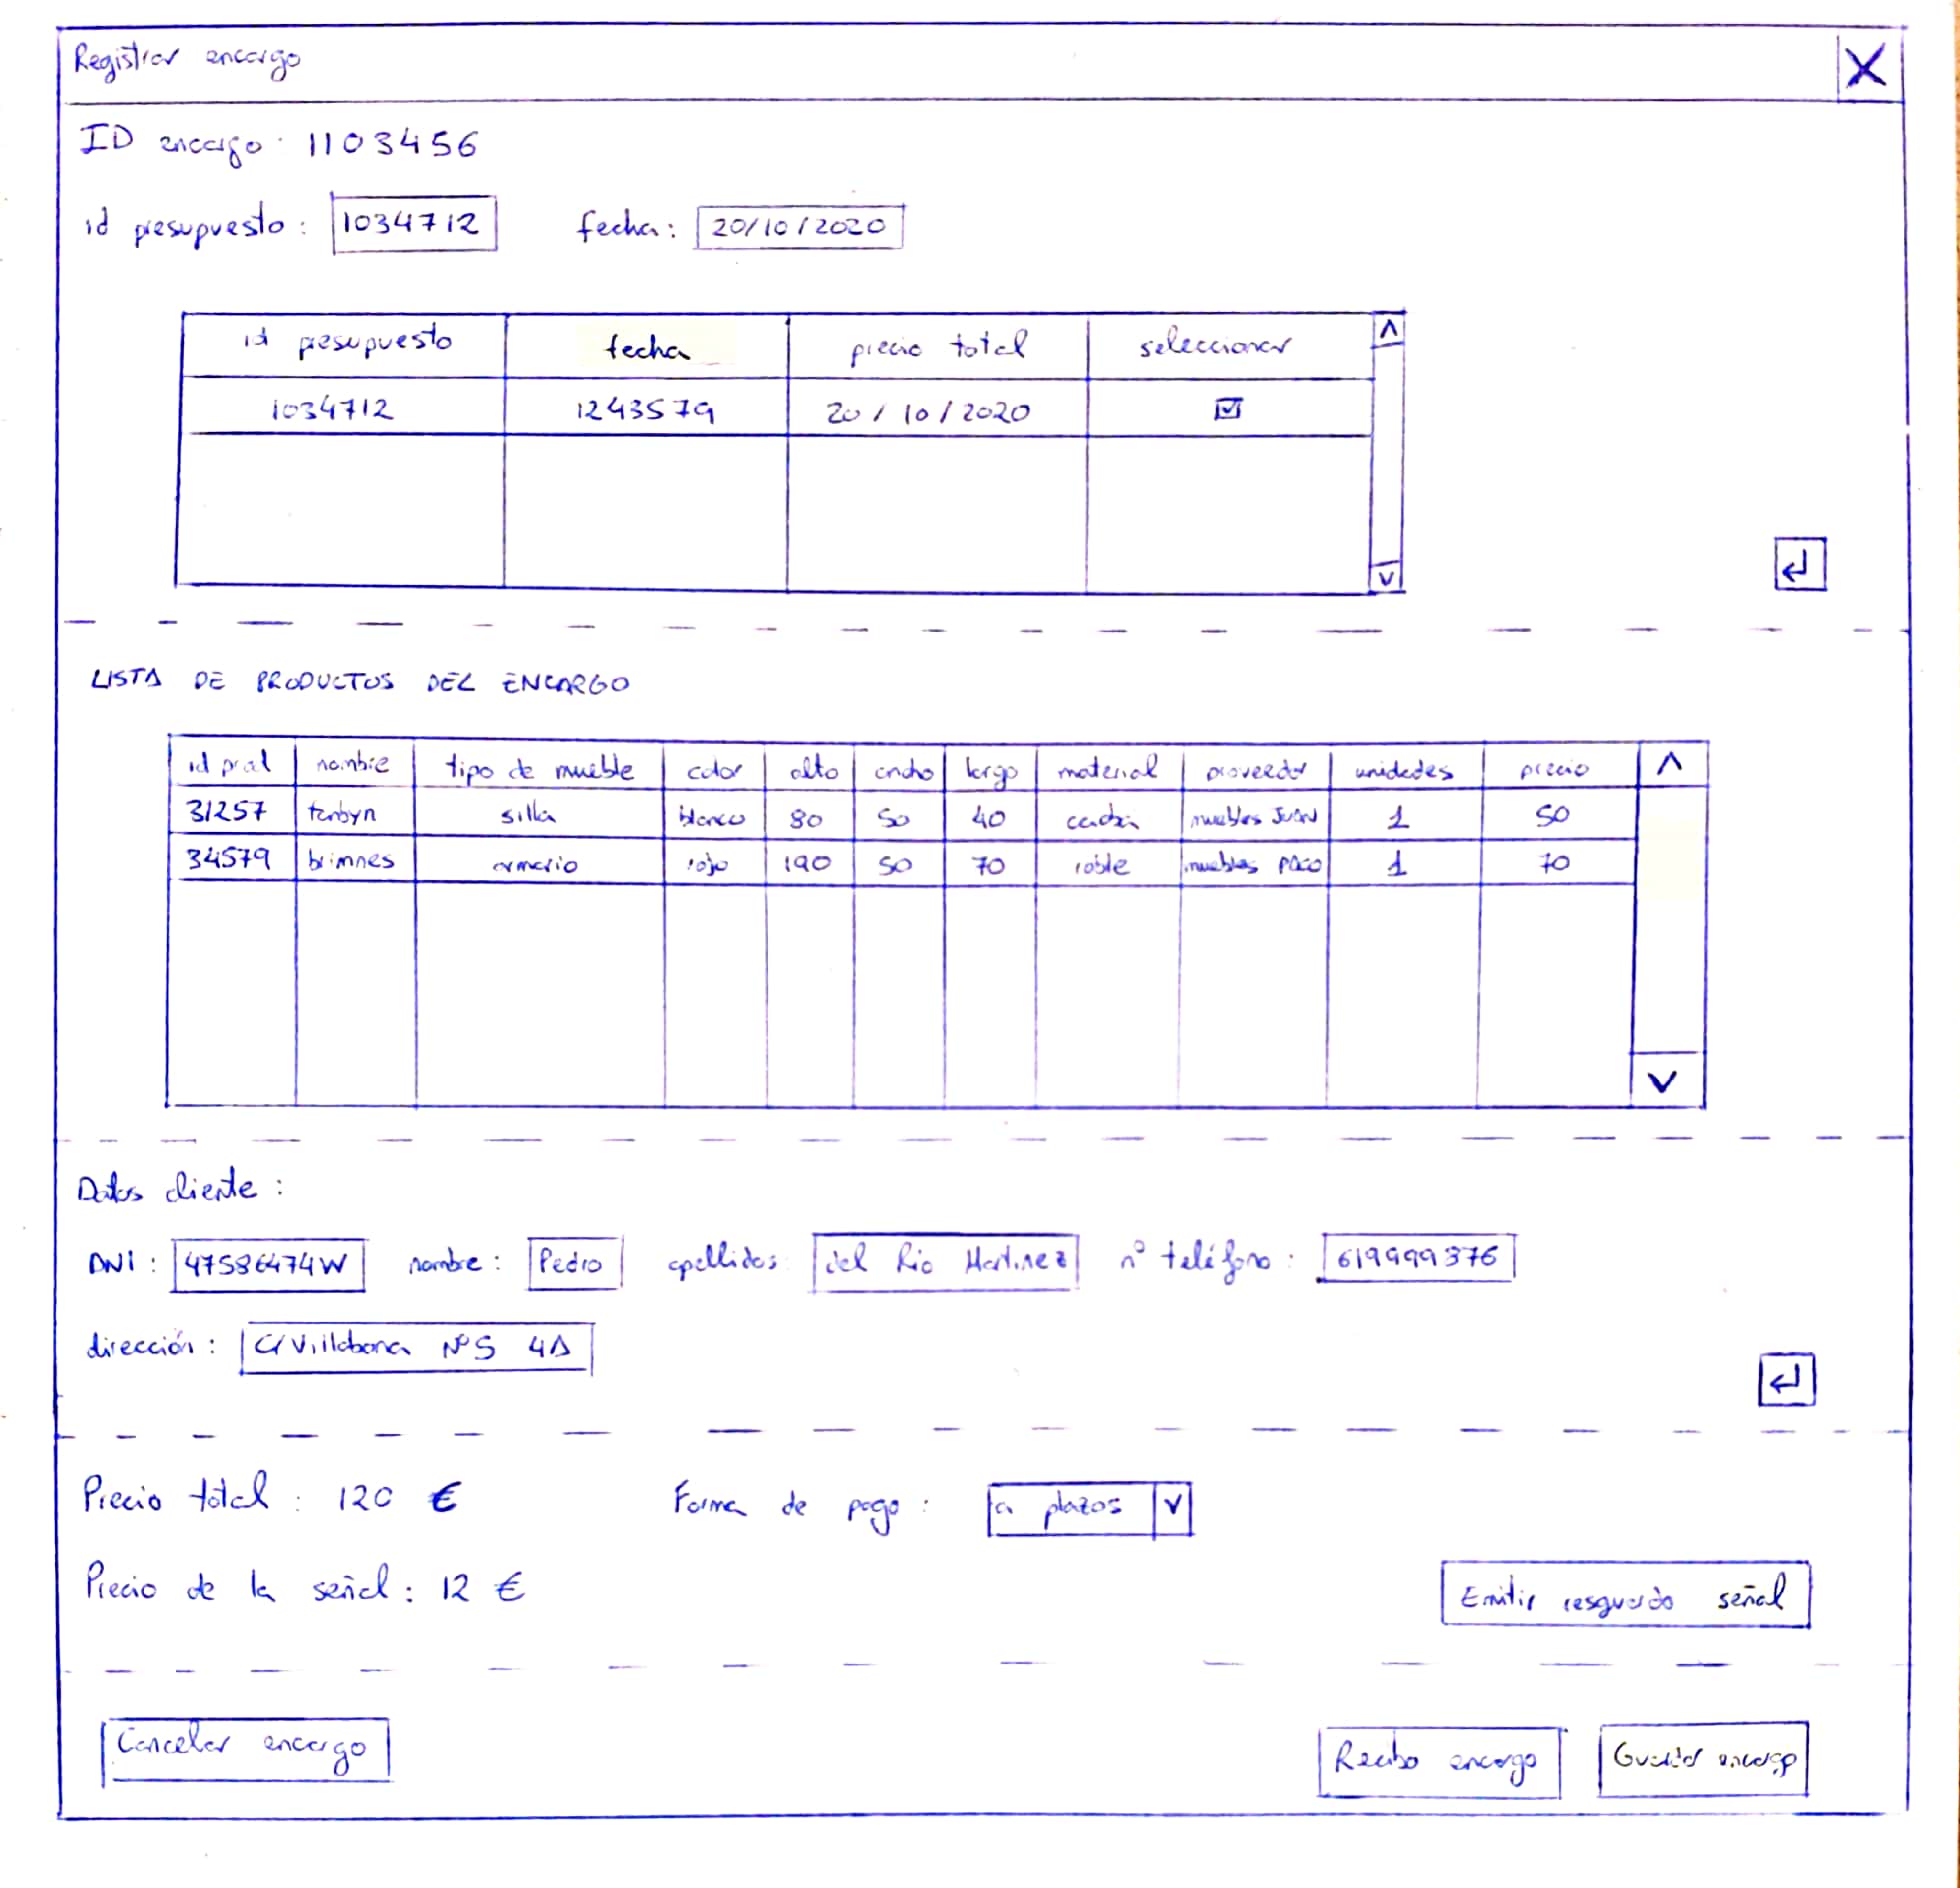 Registrar encargo X
ID encargo: 1103456
id presupuesto: 1034712 fecha: 20/10/2020
id presupuesto fecha precio total seleccionar
1034712 1243579 20/10/2020
LISTA DE PRODUCTOS DEL ENCARGO
id prod nombre tipo de mueble color alto ancho largo material proveedor unidades precio
31257 silla blanco 80 50 40 muebles Juan 1 50
34579 brimnes armario rojo 190 50 70 roble muebles Paco 1 70
Datos cliente:
DNI: 47586474W nombre: Pedro apellidos: del Rio Martinez nº teléfono: 619999376
dirección: C/Villabona Nº5 4A
Precio total: 120 € Forma de pago: a plazos
Precio de la señal: 12 € Emitir resguardo señal
Cancelar encargo Recibo encargo Guardar encargo